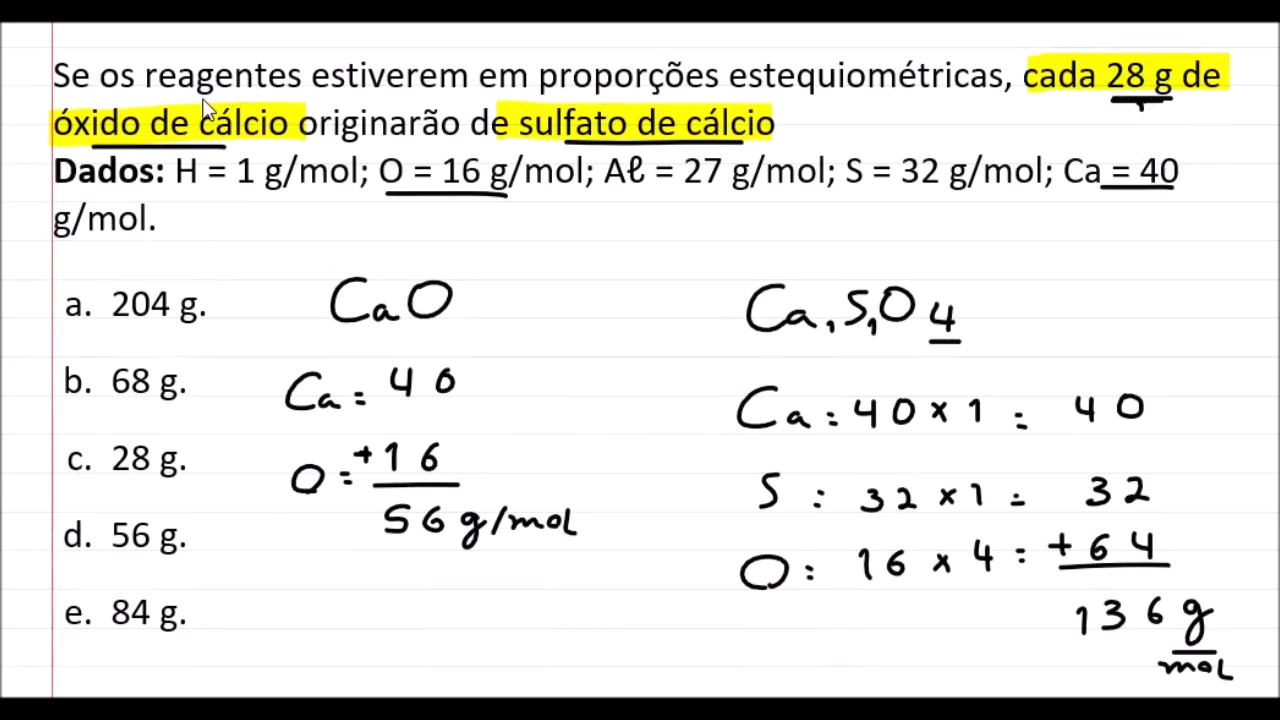 Se os reagentes estiverem em proporções estequiométricas, cada 28 g de
óxido de cálcio originarão de sulfato de cálcio
Dados: H = 1 g/mol; O = 16 g/mol; Aℓ = 27 g/mol; S = 32 g/mol; Ca = 40
g/mol.
a. 204 g.
b. 68 g.
c. 28 g.
d. 56 g.
e. 84 g.
CaO
Ca = 40
O = +16
56 g/mol
Ca,S,O4
Ca = 40 x 1 = 40
S : 32 x 1 = 32
O : 16 x 4 = +64
136 g
mol